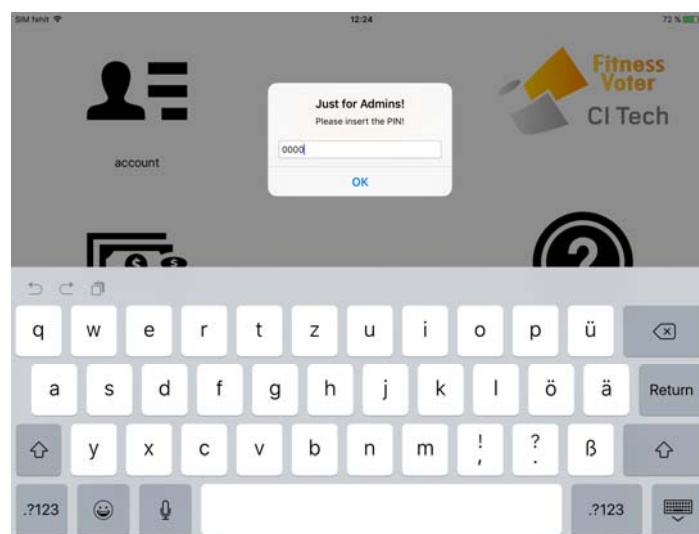 SIM fehlt 12:24 72 %
Fitness
Voter
CI Tech
Just for Admins!
Please insert the PIN!
0000
OK
account
$ $
?
q w e r t z u i o p ü
a s d f g h j k l ö ä Return
y x c v b n m ! , ? . ß
.?123 .?123